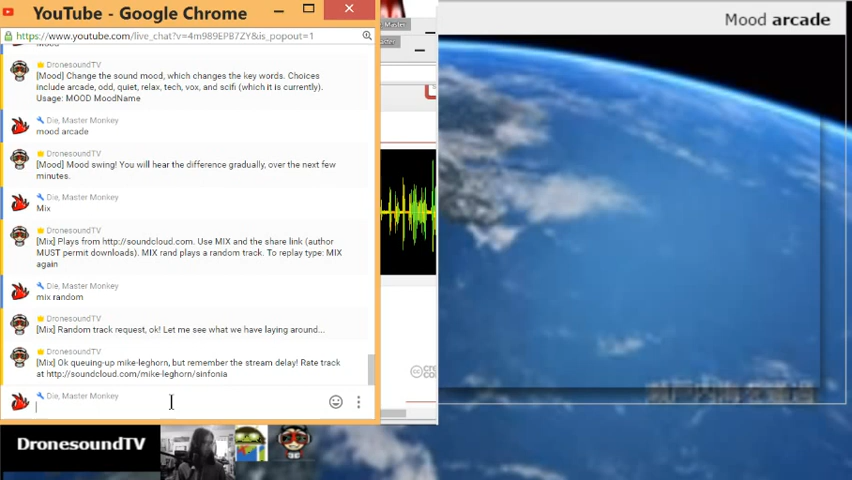 YouTube - Google Chrome
https://www.youtube.com/live_chat?v=4m989EPB7ZY&is_popout=1
Mood
DronesoundTV
[Mood] Change the sound mood, which changes the key words. Choices
include arcade, odd, quiet, relax, tech, vox, and scifi (which it is currently).
Usage: MOOD MoodName
Die, Master Monkey
mood arcade
DronesoundTV
[Mood] Mood swing! You will hear the difference gradually, over the next few
minutes.
Die, Master Monkey
Mix
DronesoundTV
[Mix] Plays from http://soundcloud.com. Use MIX and the share link (author
MUST permit downloads). MIX rand plays a random track. To replay type: MIX
again
Die, Master Monkey
mix random
DronesoundTV
[Mix] Random track request, ok! Let me see what we have laying around...
DronesoundTV
[Mix] Ok queuing-up mike-leghorn, but remember the stream delay! Rate track
at http://soundcloud.com/mike-leghorn/sinfonia
Die, Master Monkey
Master
Mood arcade
DronesoundTV